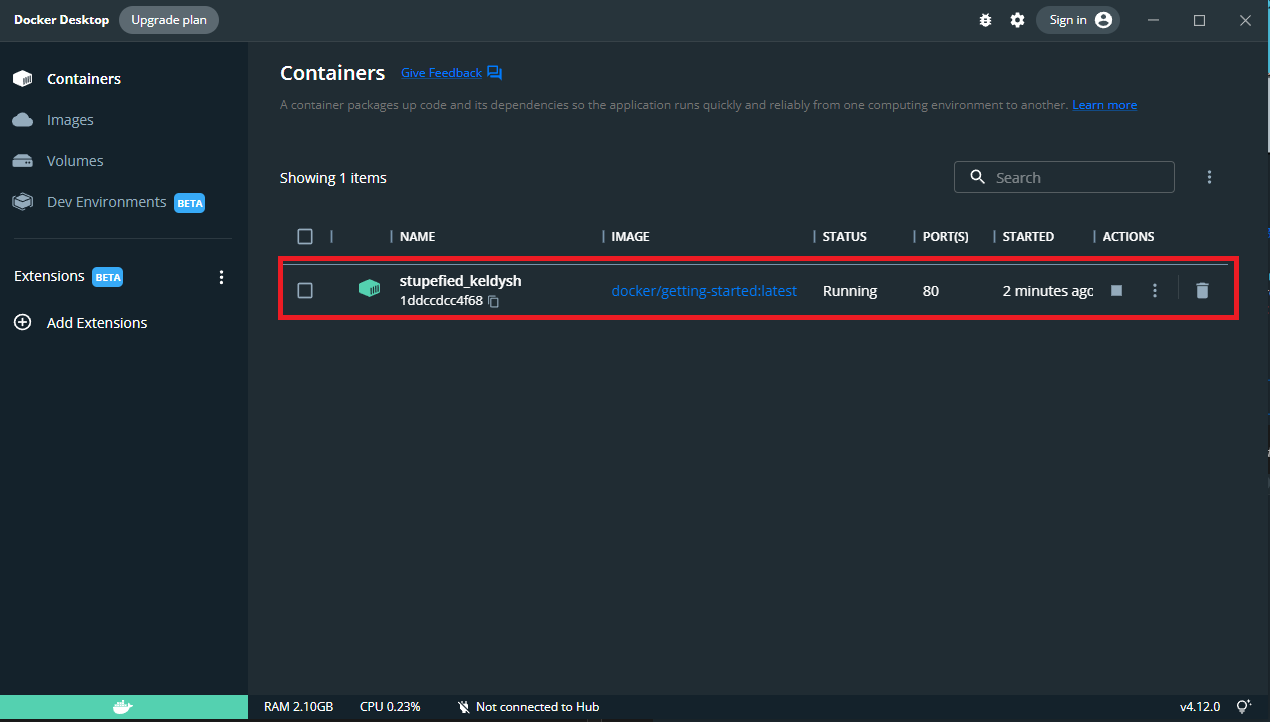 Docker Desktop Upgrade plan Sign in
Containers
Images
Volumes
Dev Environments BETA
Extensions BETA
Add Extensions
Containers Give Feedback
A container packages up code and its dependencies so the application runs quickly and reliably from one computing environment to another. Learn more
Showing 1 items Search
NAME IMAGE STATUS PORT(S) STARTED ACTIONS
stupefied_keldysh
1ddccdcc4f68
docker/getting-started:latest Running 80 2 minutes ago
RAM 2.10GB CPU 0.23% Not connected to Hub v4.12.0